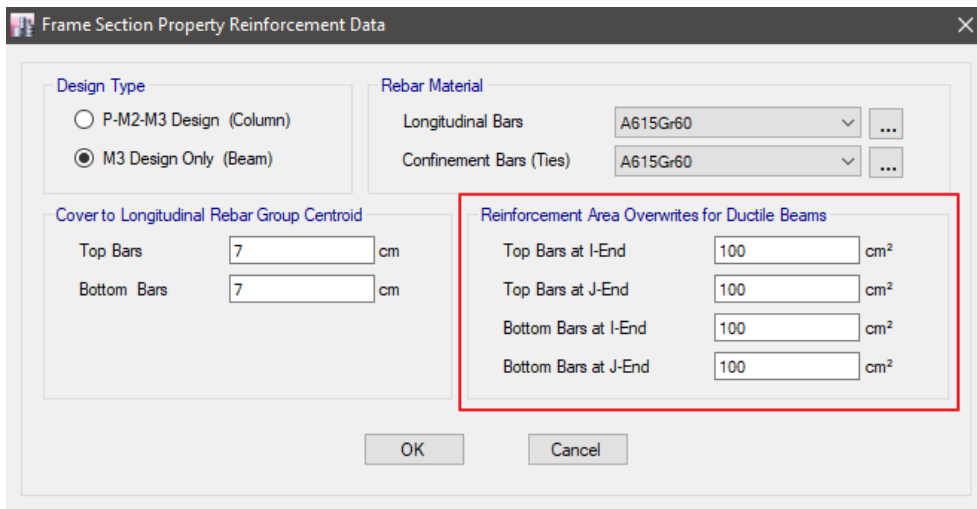 Frame Section Property Reinforcement Data
Design Type
P-M2-M3 Design (Column)
M3 Design Only (Beam)
Rebar Material
Longitudinal Bars A615Gr60 ...
Confinement Bars (Ties) A615Gr60 ...
Cover to Longitudinal Rebar Group Centroid
Top Bars 7 cm
Bottom Bars 7 cm
Reinforcement Area Overwrites for Ductile Beams
Top Bars at I-End 100 cm²
Top Bars at J-End 100 cm²
Bottom Bars at I-End 100 cm²
Bottom Bars at J-End 100 cm²
OK Cancel